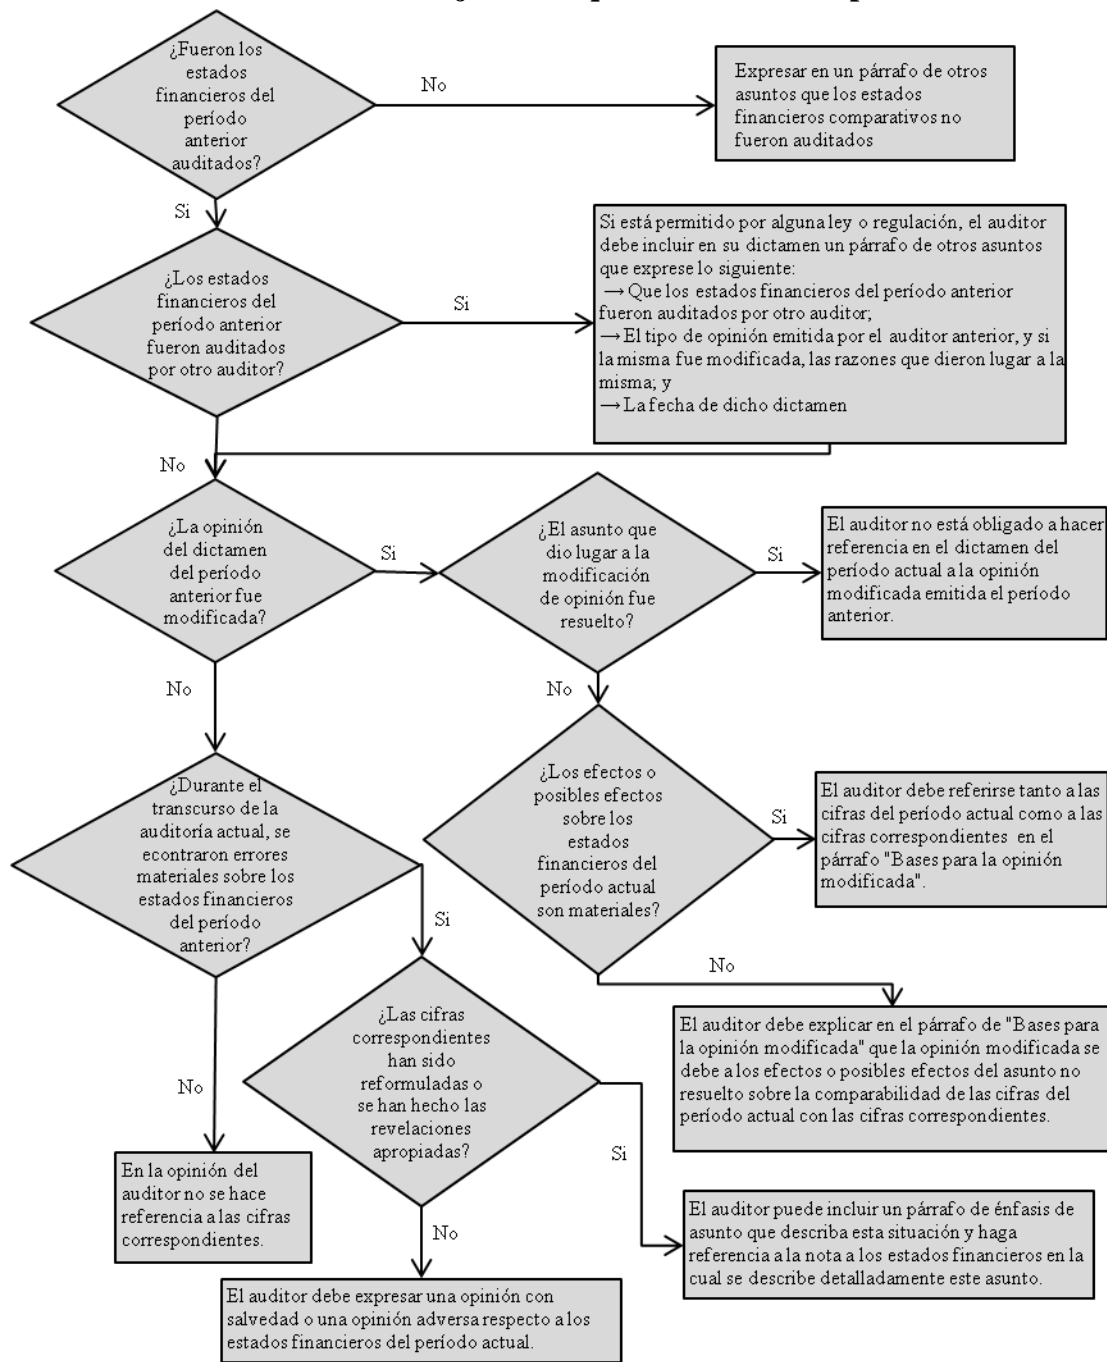 ¿Fueron los
estados
financieros del
período
anterior
auditados?
No
Expresar en un párrafo de otros
asuntos que los estados
financieros comparativos no
fueron auditados
Si
¿Los estados
financieros del
período anterior
fueron auditados
por otro auditor?
Si
Si está permitido por alguna ley o regulación, el auditor
debe incluir en su dictamen un párrafo de otros asuntos
que exprese lo siguiente:
→ Que los estados financieros del período anterior
fueron auditados por otro auditor;
→ El tipo de opinión emitida por el auditor anterior, y si
la misma fue modificada, las razones que dieron lugar a la
misma; y
→ La fecha de dicho dictamen
No
¿La opinión
del dictamen
del período
anterior fue
modificada?
Si
¿El asunto que
dio lugar a la
modificación
de opinión fue
resuelto?
Si
El auditor no está obligado a hacer
referencia en el dictamen del
período actual a la opinión
modificada emitida el período
anterior.
No
No
¿Durante el
transcurso de la
auditoría actual, se
econtraron errores
materiales sobre los
estados financieros
del período
anterior?
¿Los efectos o
posibles efectos
sobre los
estados
financieros del
período actual
son materiales?
Si
El auditor debe referirse tanto a las
cifras del período actual como a las
cifras correspondientes en el
párrafo "Bases para la opinión
modificada".
Si
No
El auditor debe explicar en el párrafo de "Bases para
la opinión modificada" que la opinión modificada se
debe a los efectos o posibles efectos del asunto no
resuelto sobre la comparabilidad de las cifras del
período actual con las cifras correspondientes.
¿Las cifras
correspondientes
han sido
reformuladas o
se han hecho las
revelaciones
apropiadas?
No
En la opinión del
auditor no se hace
referencia a las cifras
correspondientes.
Si
El auditor puede incluir un párrafo de énfasis de
asunto que describa esta situación y haga
referencia a la nota a los estados financieros en la
cual se describe detalladamente este asunto.
No
El auditor debe expresar una opinión con
salvedad o una opinión adversa respecto a los
estados financieros del período actual.